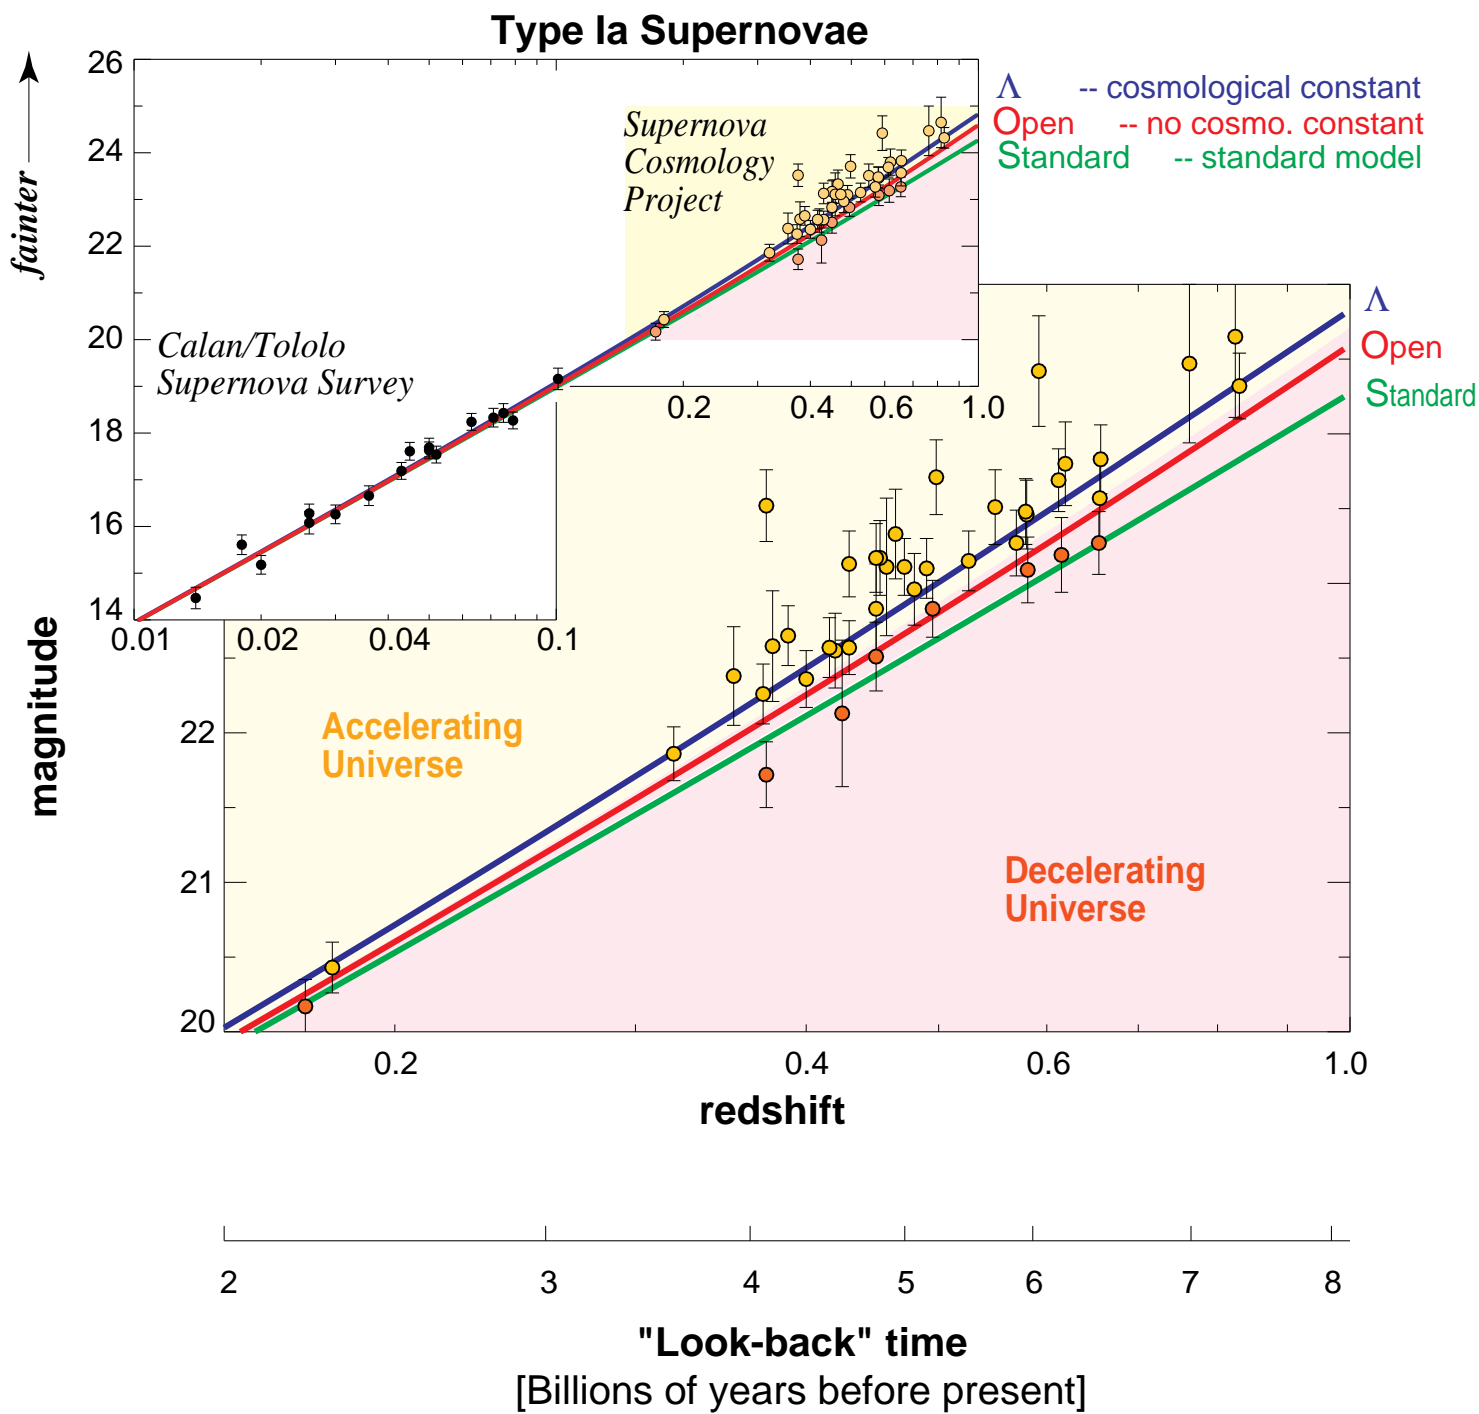 Type Ia Supernovae
fainter
26
24
22
20
18
16
14
Supernova
Cosmology
Project
Λ -- cosmological constant
Open -- no cosmo. constant
Standard -- standard model
Calan/Tololo
Supernova Survey
0.2 0.4 0.6 1.0
0.01 0.02 0.04 0.1
Λ
Open
Standard
magnitude
22
21
20
Accelerating
Universe
Decelerating
Universe
0.2 0.4 0.6 1.0
redshift
2 3 4 5 6 7 8
"Look-back" time
[Billions of years before present]